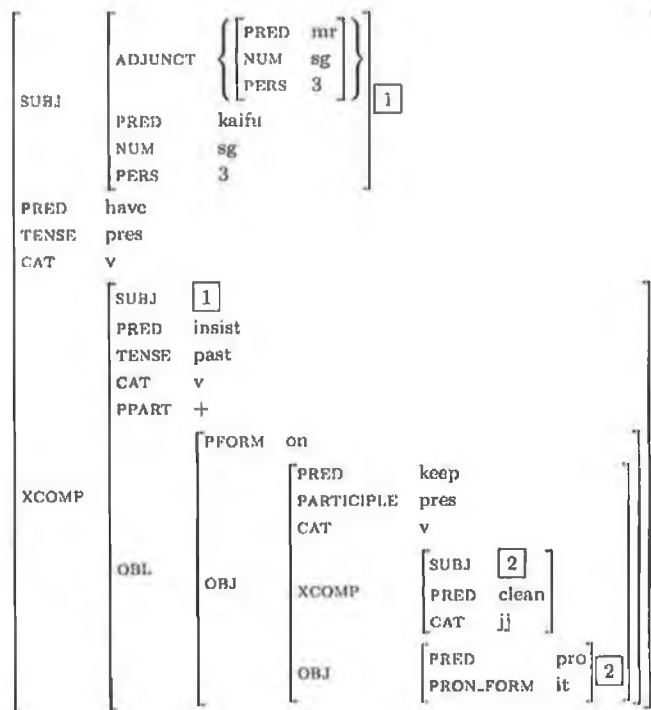 PRED mr
ADJUNCT NUM sg
PERS 3
SUBJ 1
PRED kaifu
NUM sg
PERS 3
PRED have
TENSE pres
CAT v
SUBJ 1
PRED insist
TENSE past
CAT v
PPART +
PFORM on
PRED keep
XCOMP PARTICIPLE pres
CAT v
OBL OBJ XCOMP SUBJ 2
PRED clean
CAT jj
OBJ PRED pro 2
PRON_FORM it